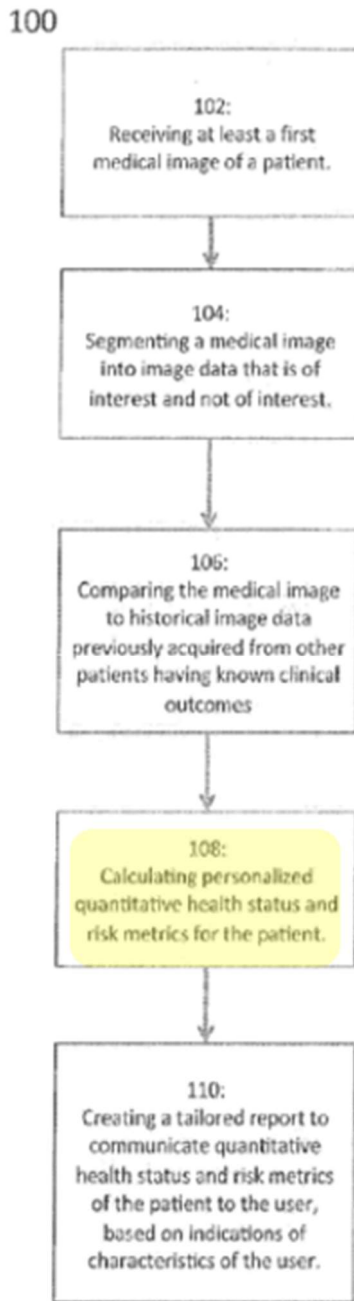 100
102:
Receiving at least a first
medical image of a patient.
104:
Segmenting a medical image
into image data that is of
interest and not of interest.
106:
Comparing the medical image
to historical image data
previously acquired from other
patients having known clinical
outcomes
108:
Calculating personalized
quantitative health status and
risk metrics for the patient.
110:
Creating a tailored report to
communicate quantitative
health status and risk metrics
of the patient to the user,
based on indications of
characteristics of the user.